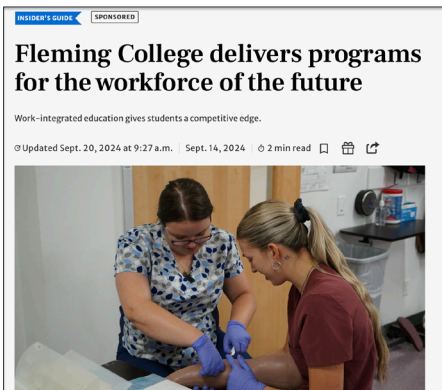 INSIDER'S GUIDE SPONSORED
Fleming College delivers programs
for the workforce of the future
Work-integrated education gives students a competitive edge.
Updated Sept. 20, 2024 at 9:27 a.m. Sept. 14, 2024 2 min read